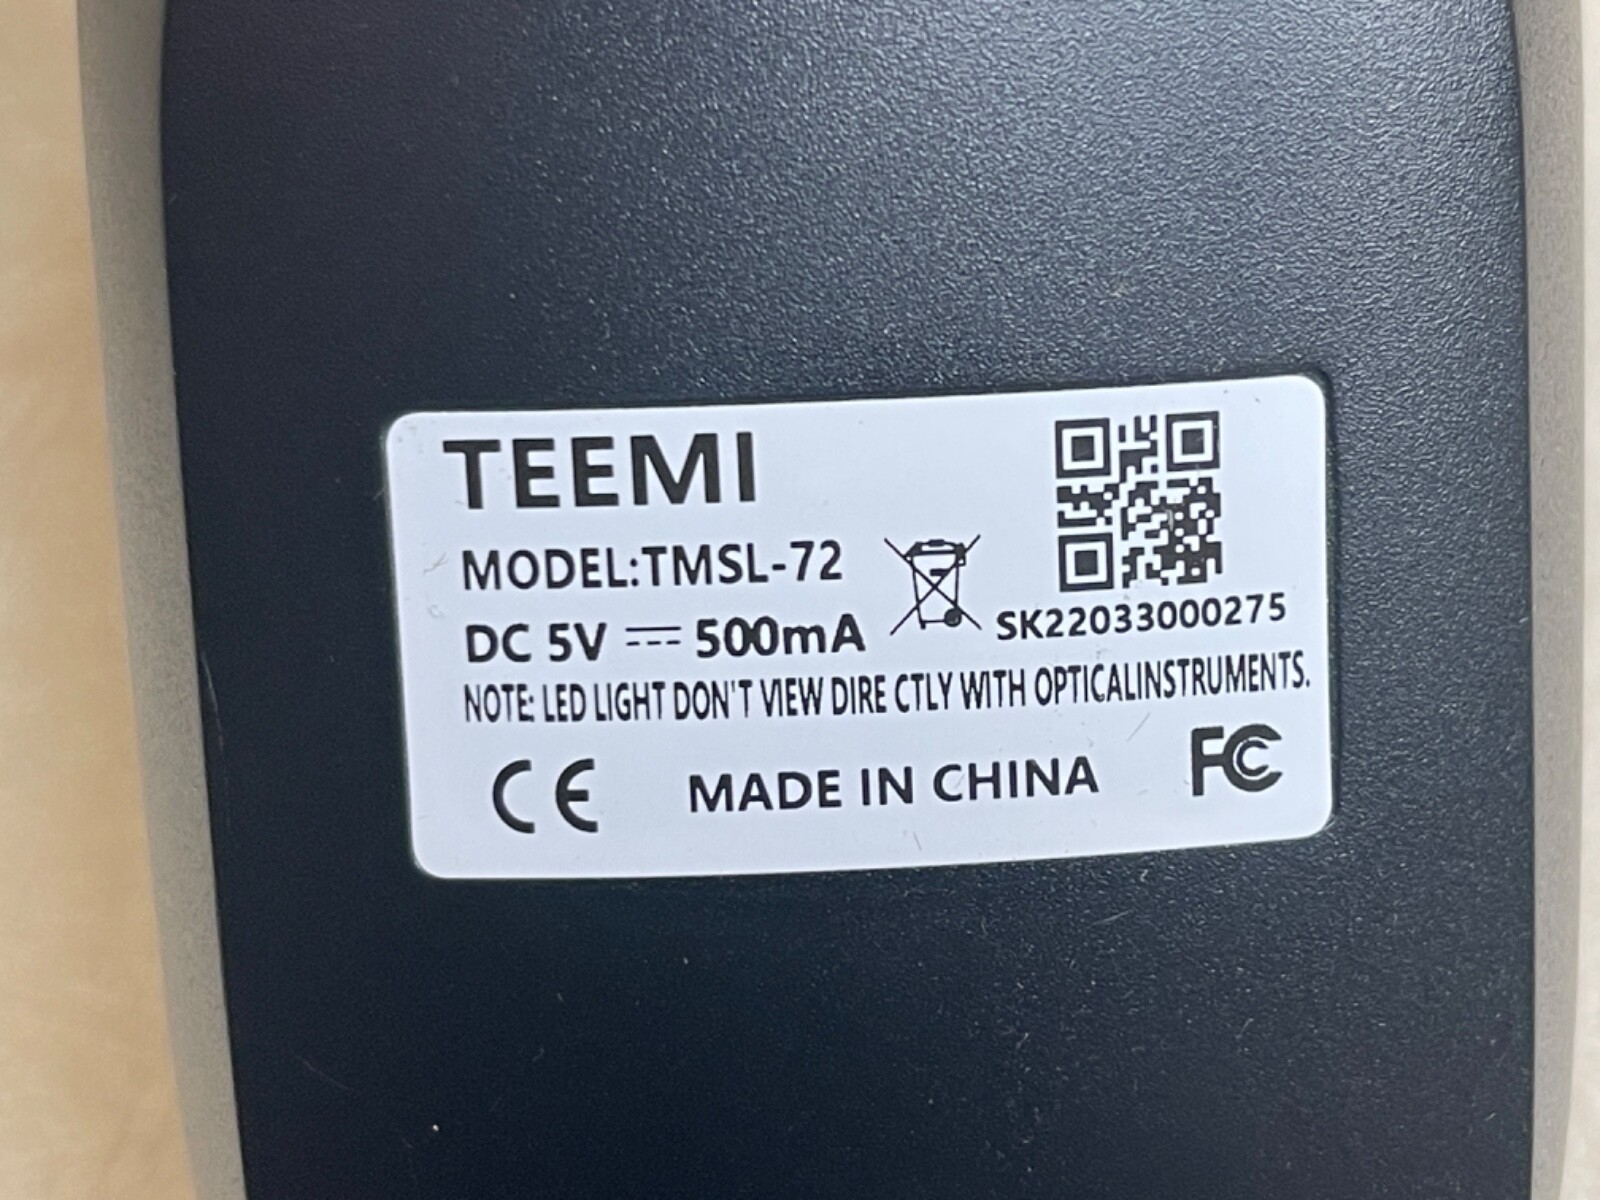 TEEMI
MODEL:TMSL-72
DC 5V ⎓ 500mA
SK22033000275
NOTE: LED LIGHT DON'T VIEW DIRE CTLY WITH OPTICALINSTRUMENTS.
CE MADE IN CHINA FC